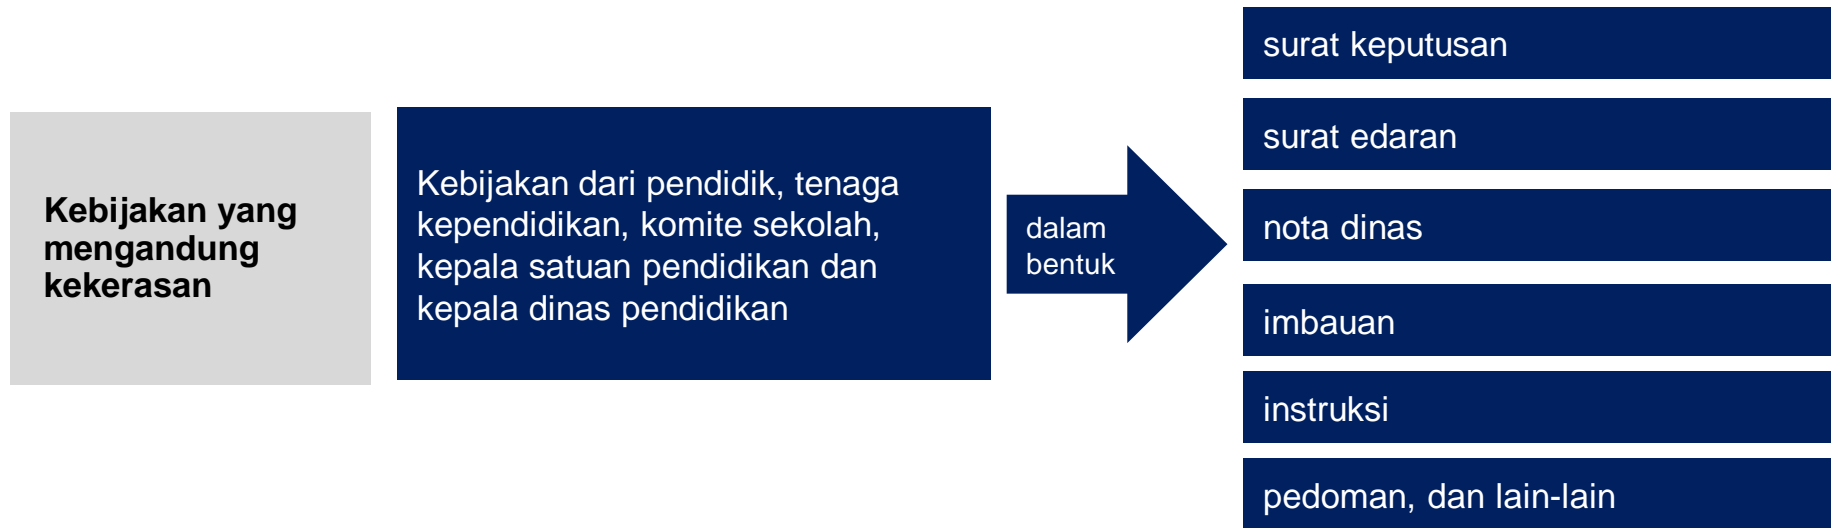 Kebijakan yang
mengandung
kekerasan
Kebijakan dari pendidik, tenaga
kependidikan, komite sekolah,
kepala satuan pendidikan dan
kepala dinas pendidikan
dalam
bentuk
surat keputusan
surat edaran
nota dinas
imbauan
instruksi
pedoman, dan lain-lain